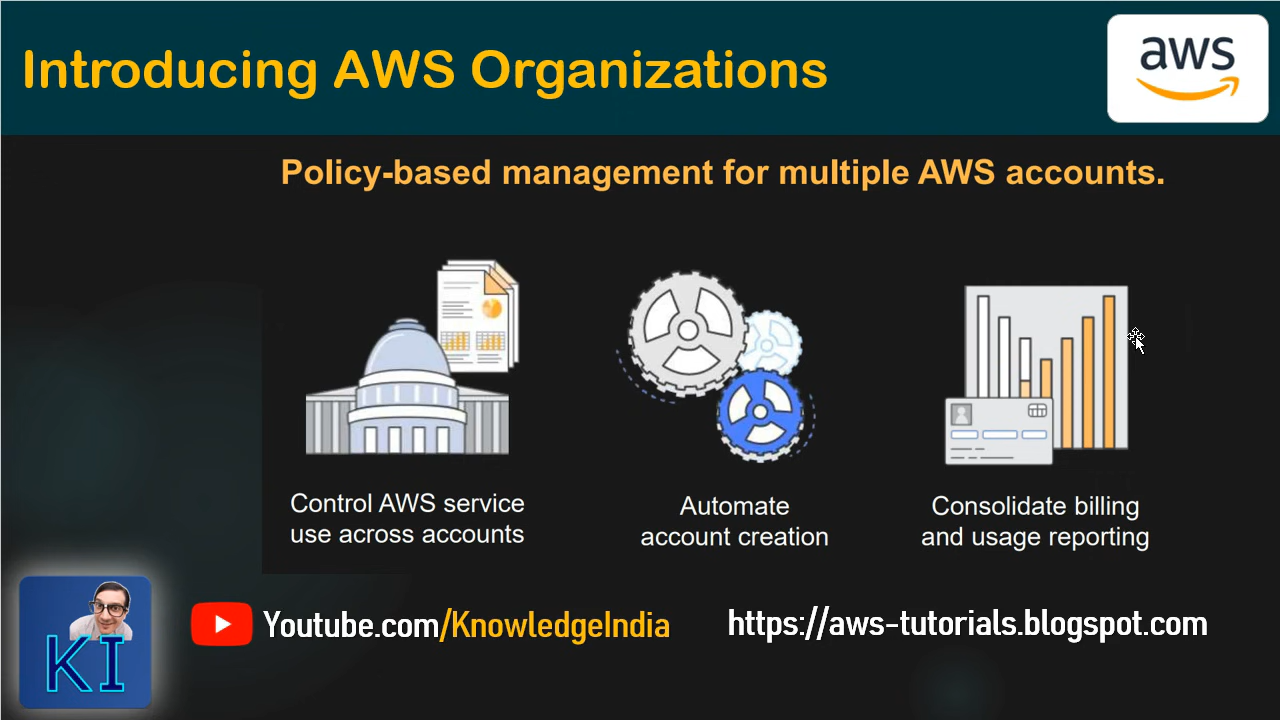 Introducing AWS Organizations
aws
Policy-based management for multiple AWS accounts.
Control AWS service
use across accounts
Automate
account creation
Consolidate billing
and usage reporting
KI
Youtube.com/KnowledgeIndia
https://aws-tutorials.blogspot.com